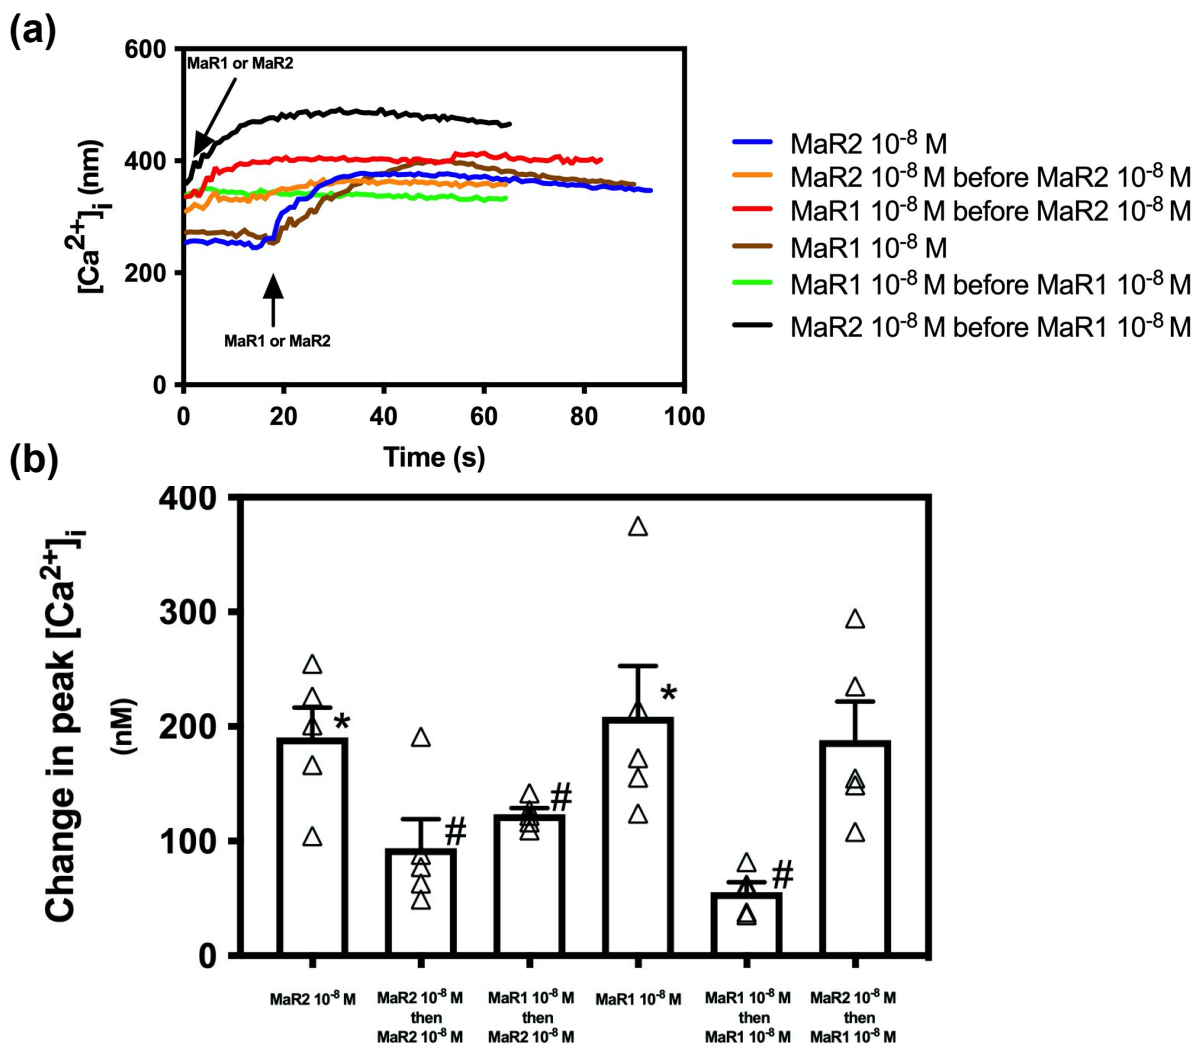 (a)
600
400
200
0
[Ca2+]i (nm)
MaR1 or MaR2
MaR1 or MaR2
0 20 40 60 80 100
Time (s)
MaR2 10-8 M
MaR2 10-8 M before MaR2 10-8 M
MaR1 10-8 M before MaR2 10-8 M
MaR1 10-8 M
MaR1 10-8 M before MaR1 10-8 M
MaR2 10-8 M before MaR1 10-8 M
(b)
Change in peak [Ca2+]i
(nM)
400
300
200
100
0
*
#
#
*
#
MaR2 10-8 M
MaR2 10-8 M
then
MaR2 10-8 M
MaR1 10-8 M
then
MaR2 10-8 M
MaR1 10-8 M
MaR1 10-8 M
then
MaR1 10-8 M
MaR2 10-8 M
then
MaR1 10-8 M